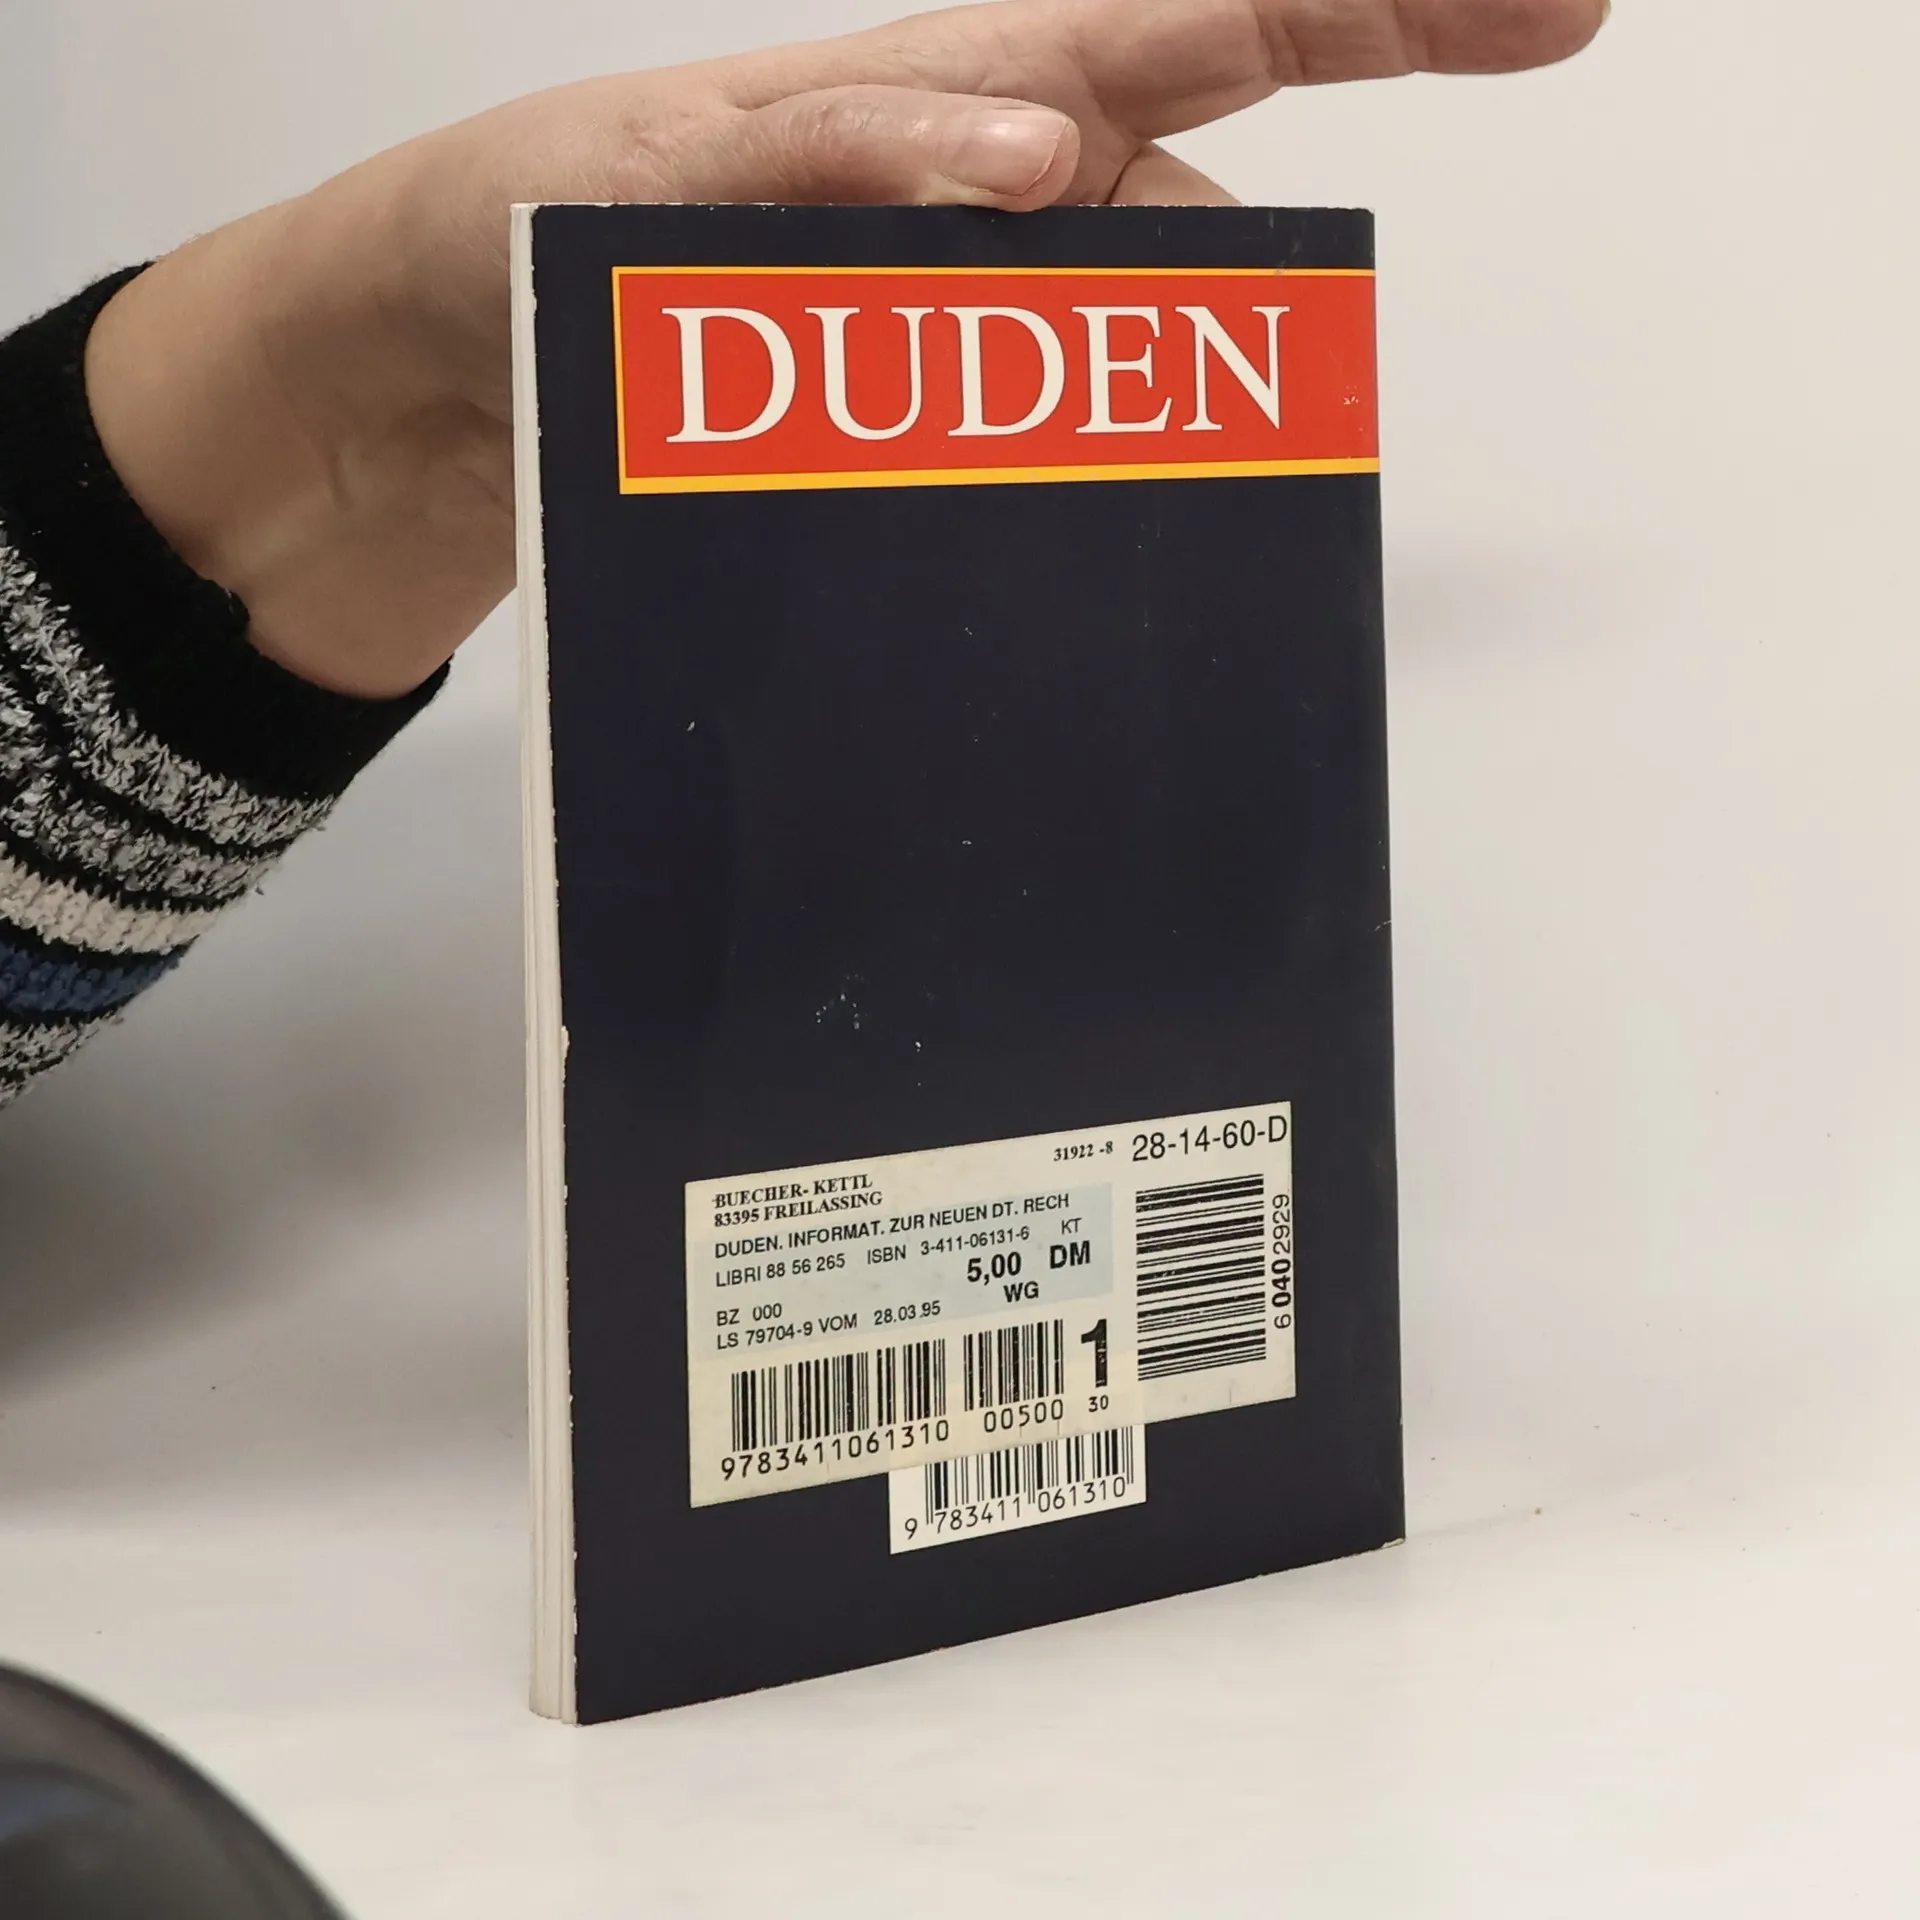 DUDEN
31922 -8 28-14-60-D
BUECHER- KETTL
83395 FREILASSING
DUDEN. INFORMAT. ZUR NEUEN DT. RECH
LIBRI 88 56 265 ISBN 3-411-06131-6 KT
5,00 DM
BZ 000 WG
LS 79704-9 VOM 28.03.95
6 040 2929
1
9783411061310 00500 30
9 783411 061310